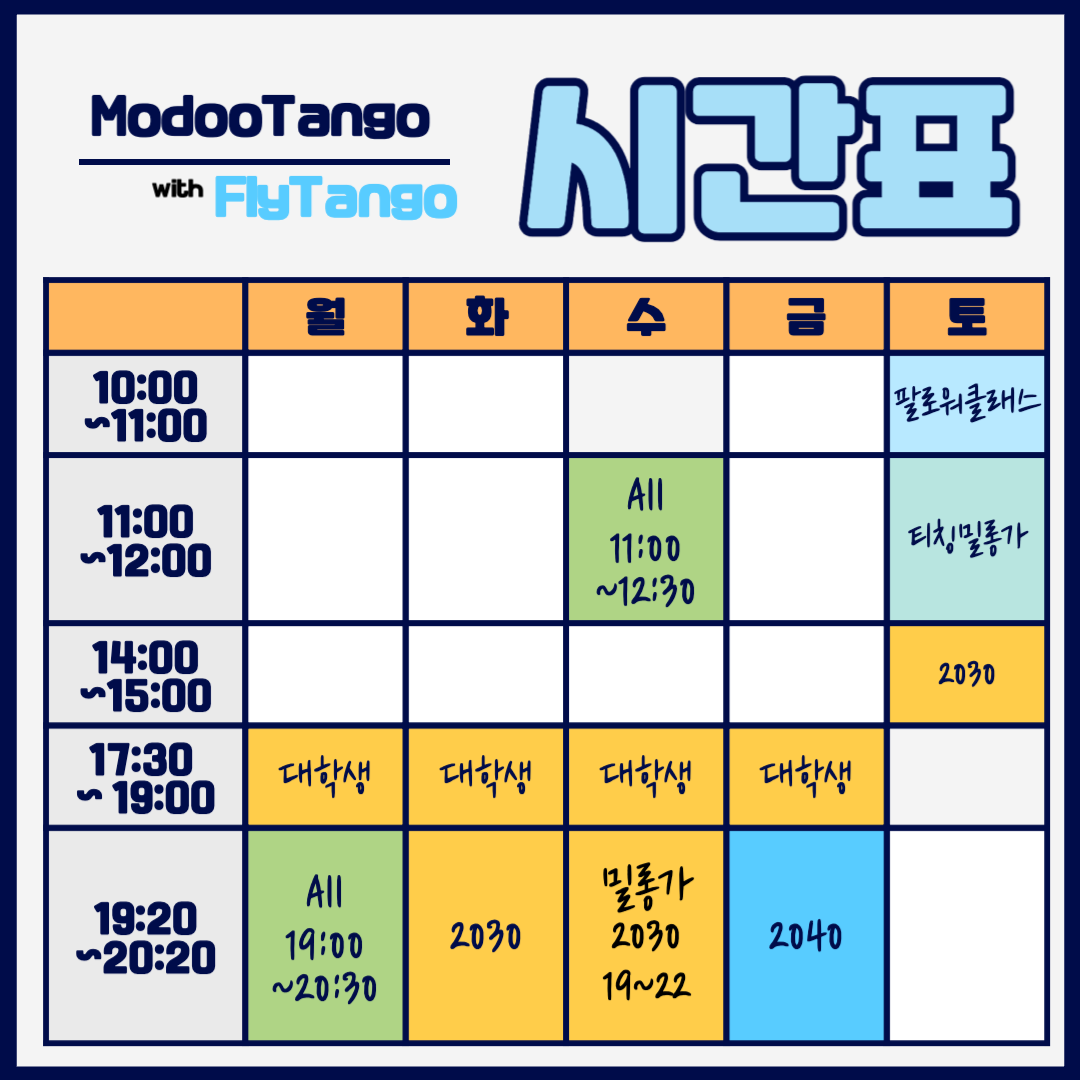 ModooTango
with FlyTango
시간표
월 화 수 금 토
10:00
~11:00
팔로워클래스
11:00
~12:00
All
11:00
~12:30
티칭밀롱가
14:00
~15:00
2030
17:30
~ 19:00
대학생
대학생
대학생
대학생
19:20
~20:20
All
19:00
~20:30
2030
밀롱가
2030
19~22
2040